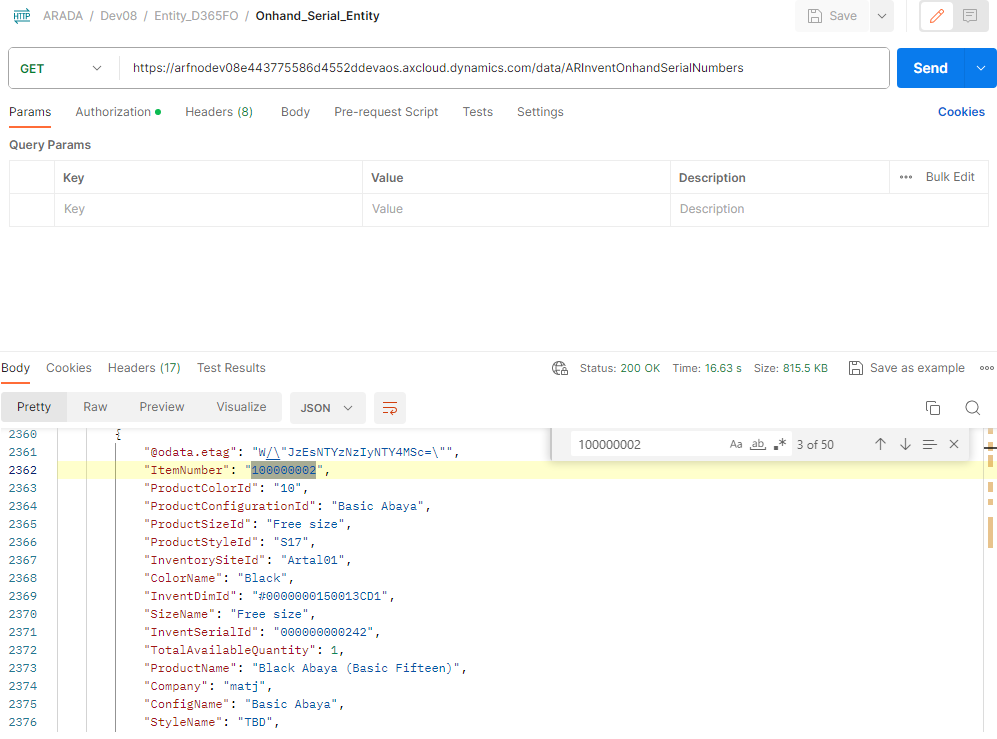 HTTP ARADA / Dev08 / Entity_D365FO / Onhand_Serial_Entity Save
GET https://arfnodev08e443775586d4552ddevaos.axcloud.dynamics.com/data/ARInventOnhandSerialNumbers Send
Params Authorization Headers (8) Body Pre-request Script Tests Settings Cookies
Query Params
Key Value Description Bulk Edit
Key Value Description
Body Cookies Headers (17) Test Results Status: 200 OK Time: 16.63 s Size: 815.5 KB Save as example
Pretty Raw Preview Visualize JSON
100000002 Aa ab .* 3 of 50
2360 {
2361 "@odata.etag": "W/\"JzEsNTYzNzIyNTY4MSc=\"",
2362 "ItemNumber": "100000002",
2363 "ProductColorId": "10",
2364 "ProductConfigurationId": "Basic Abaya",
2365 "ProductSizeId": "Free size",
2366 "ProductStyleId": "S17",
2367 "InventorySiteId": "Artal01",
2368 "ColorName": "Black",
2369 "InventDimId": "#0000000150013CD1",
2370 "SizeName": "Free size",
2371 "InventSerialId": "000000000242",
2372 "TotalAvailableQuantity": 1,
2373 "ProductName": "Black Abaya (Basic Fifteen)",
2374 "Company": "matj",
2375 "ConfigName": "Basic Abaya",
2376 "StyleName": "TBD",